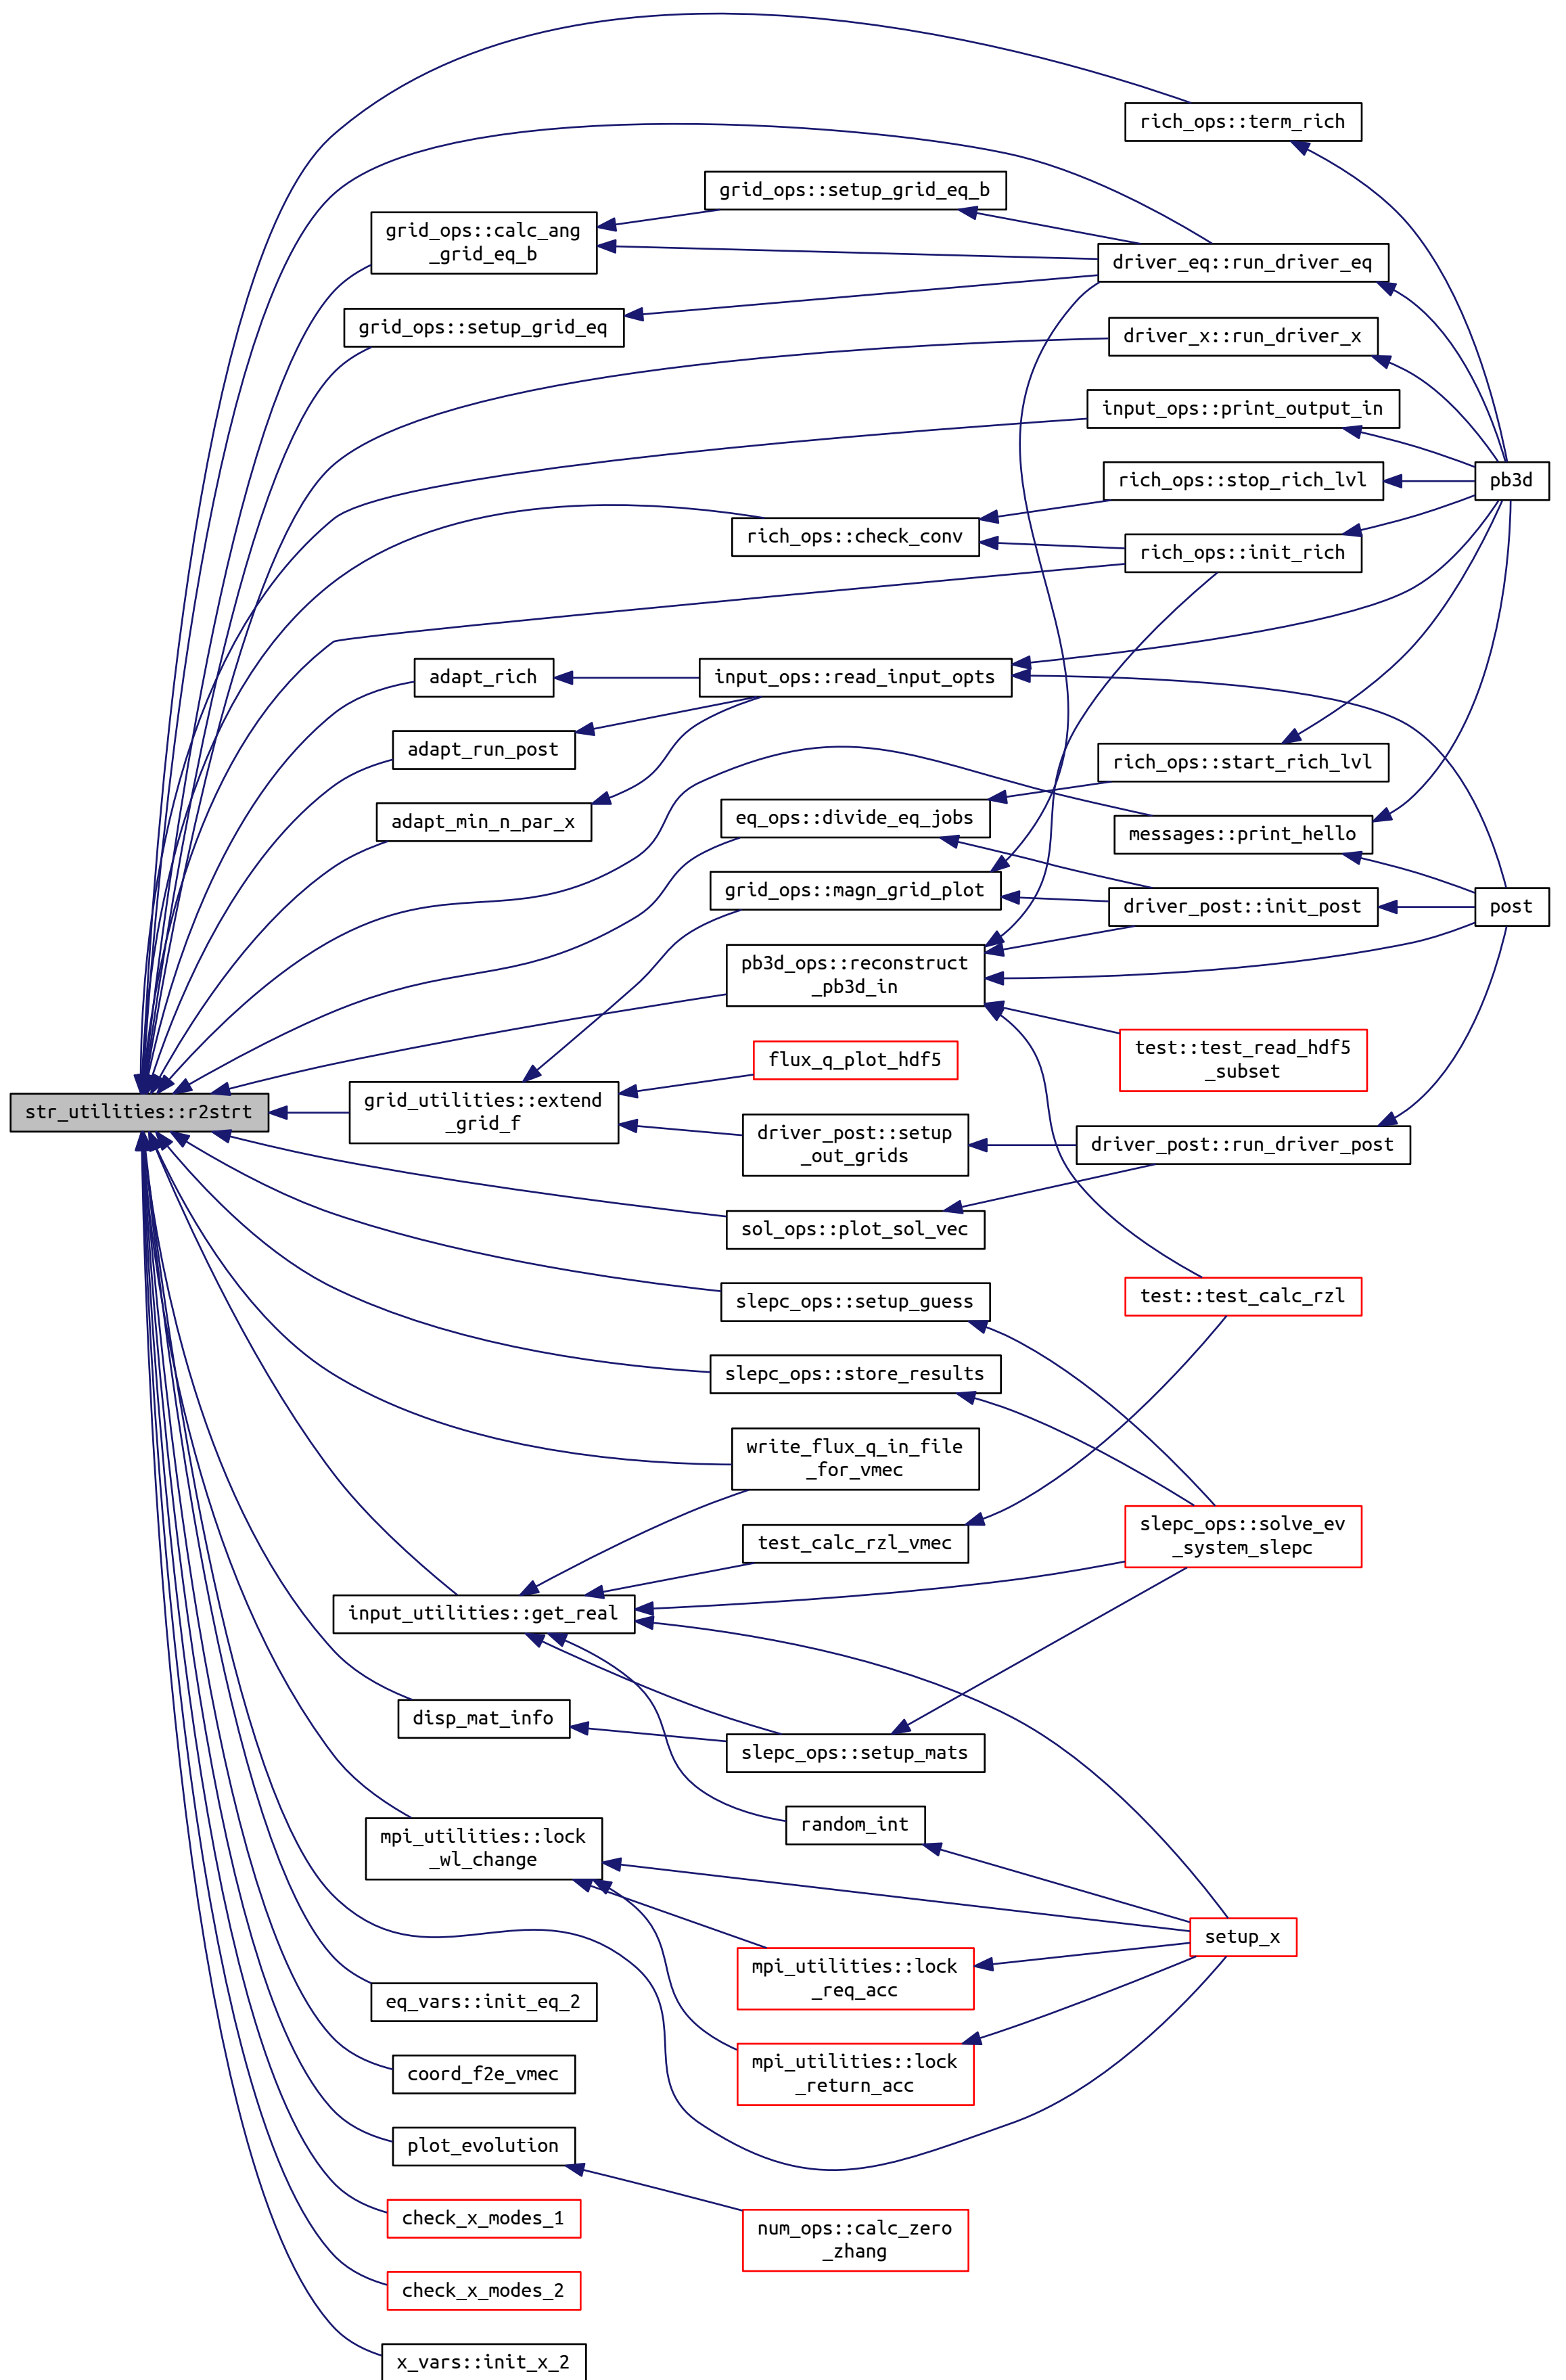 rich_ops::term_rich
grid_ops::setup_grid_eq_b
grid_ops::calc_ang
_grid_eq_b
driver_eq::run_driver_eq
grid_ops::setup_grid_eq
driver_x::run_driver_x
input_ops::print_output_in
rich_ops::stop_rich_lvl
pb3d
rich_ops::check_conv
rich_ops::init_rich
adapt_rich
input_ops::read_input_opts
adapt_run_post
rich_ops::start_rich_lvl
adapt_min_n_par_x
eq_ops::divide_eq_jobs
messages::print_hello
grid_ops::magn_grid_plot
driver_post::init_post
post
pb3d_ops::reconstruct
_pb3d_in
test::test_read_hdf5
_subset
flux_q_plot_hdf5
str_utilities::r2strt
grid_utilities::extend
_grid_f
driver_post::setup
_out_grids
driver_post::run_driver_post
sol_ops::plot_sol_vec
slepc_ops::setup_guess
test::test_calc_rzl
slepc_ops::store_results
write_flux_q_in_file
_for_vmec
test_calc_rzl_vmec
slepc_ops::solve_ev
_system_slepc
input_utilities::get_real
disp_mat_info
slepc_ops::setup_mats
random_int
mpi_utilities::lock
_wl_change
setup_x
mpi_utilities::lock
_req_acc
eq_vars::init_eq_2
mpi_utilities::lock
_return_acc
coord_f2e_vmec
plot_evolution
check_x_modes_1
num_ops::calc_zero
_zhang
check_x_modes_2
x_vars::init_x_2